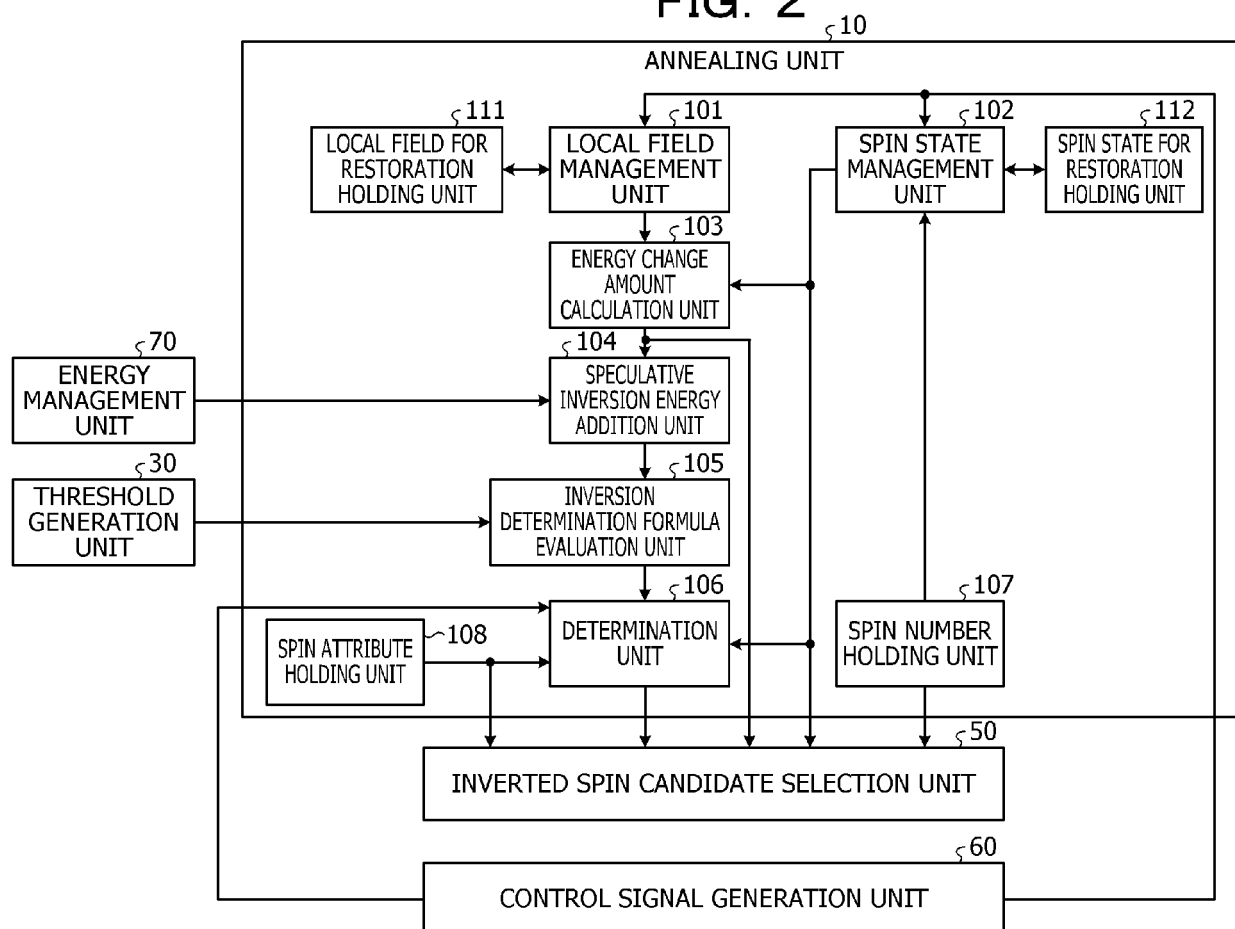 FIG. 2
10
ANNEALING UNIT
111
LOCAL FIELD FOR
RESTORATION
HOLDING UNIT
101
LOCAL FIELD
MANAGEMENT
UNIT
102
SPIN STATE
MANAGEMENT
UNIT
112
SPIN STATE FOR
RESTORATION
HOLDING UNIT
103
ENERGY CHANGE
AMOUNT
CALCULATION UNIT
70
ENERGY
MANAGEMENT
UNIT
104
SPECULATIVE
INVERSION ENERGY
ADDITION UNIT
30
THRESHOLD
GENERATION
UNIT
105
INVERSION
DETERMINATION FORMULA
EVALUATION UNIT
108
SPIN ATTRIBUTE
HOLDING UNIT
106
DETERMINATION
UNIT
107
SPIN NUMBER
HOLDING UNIT
50
INVERTED SPIN CANDIDATE SELECTION UNIT
60
CONTROL SIGNAL GENERATION UNIT